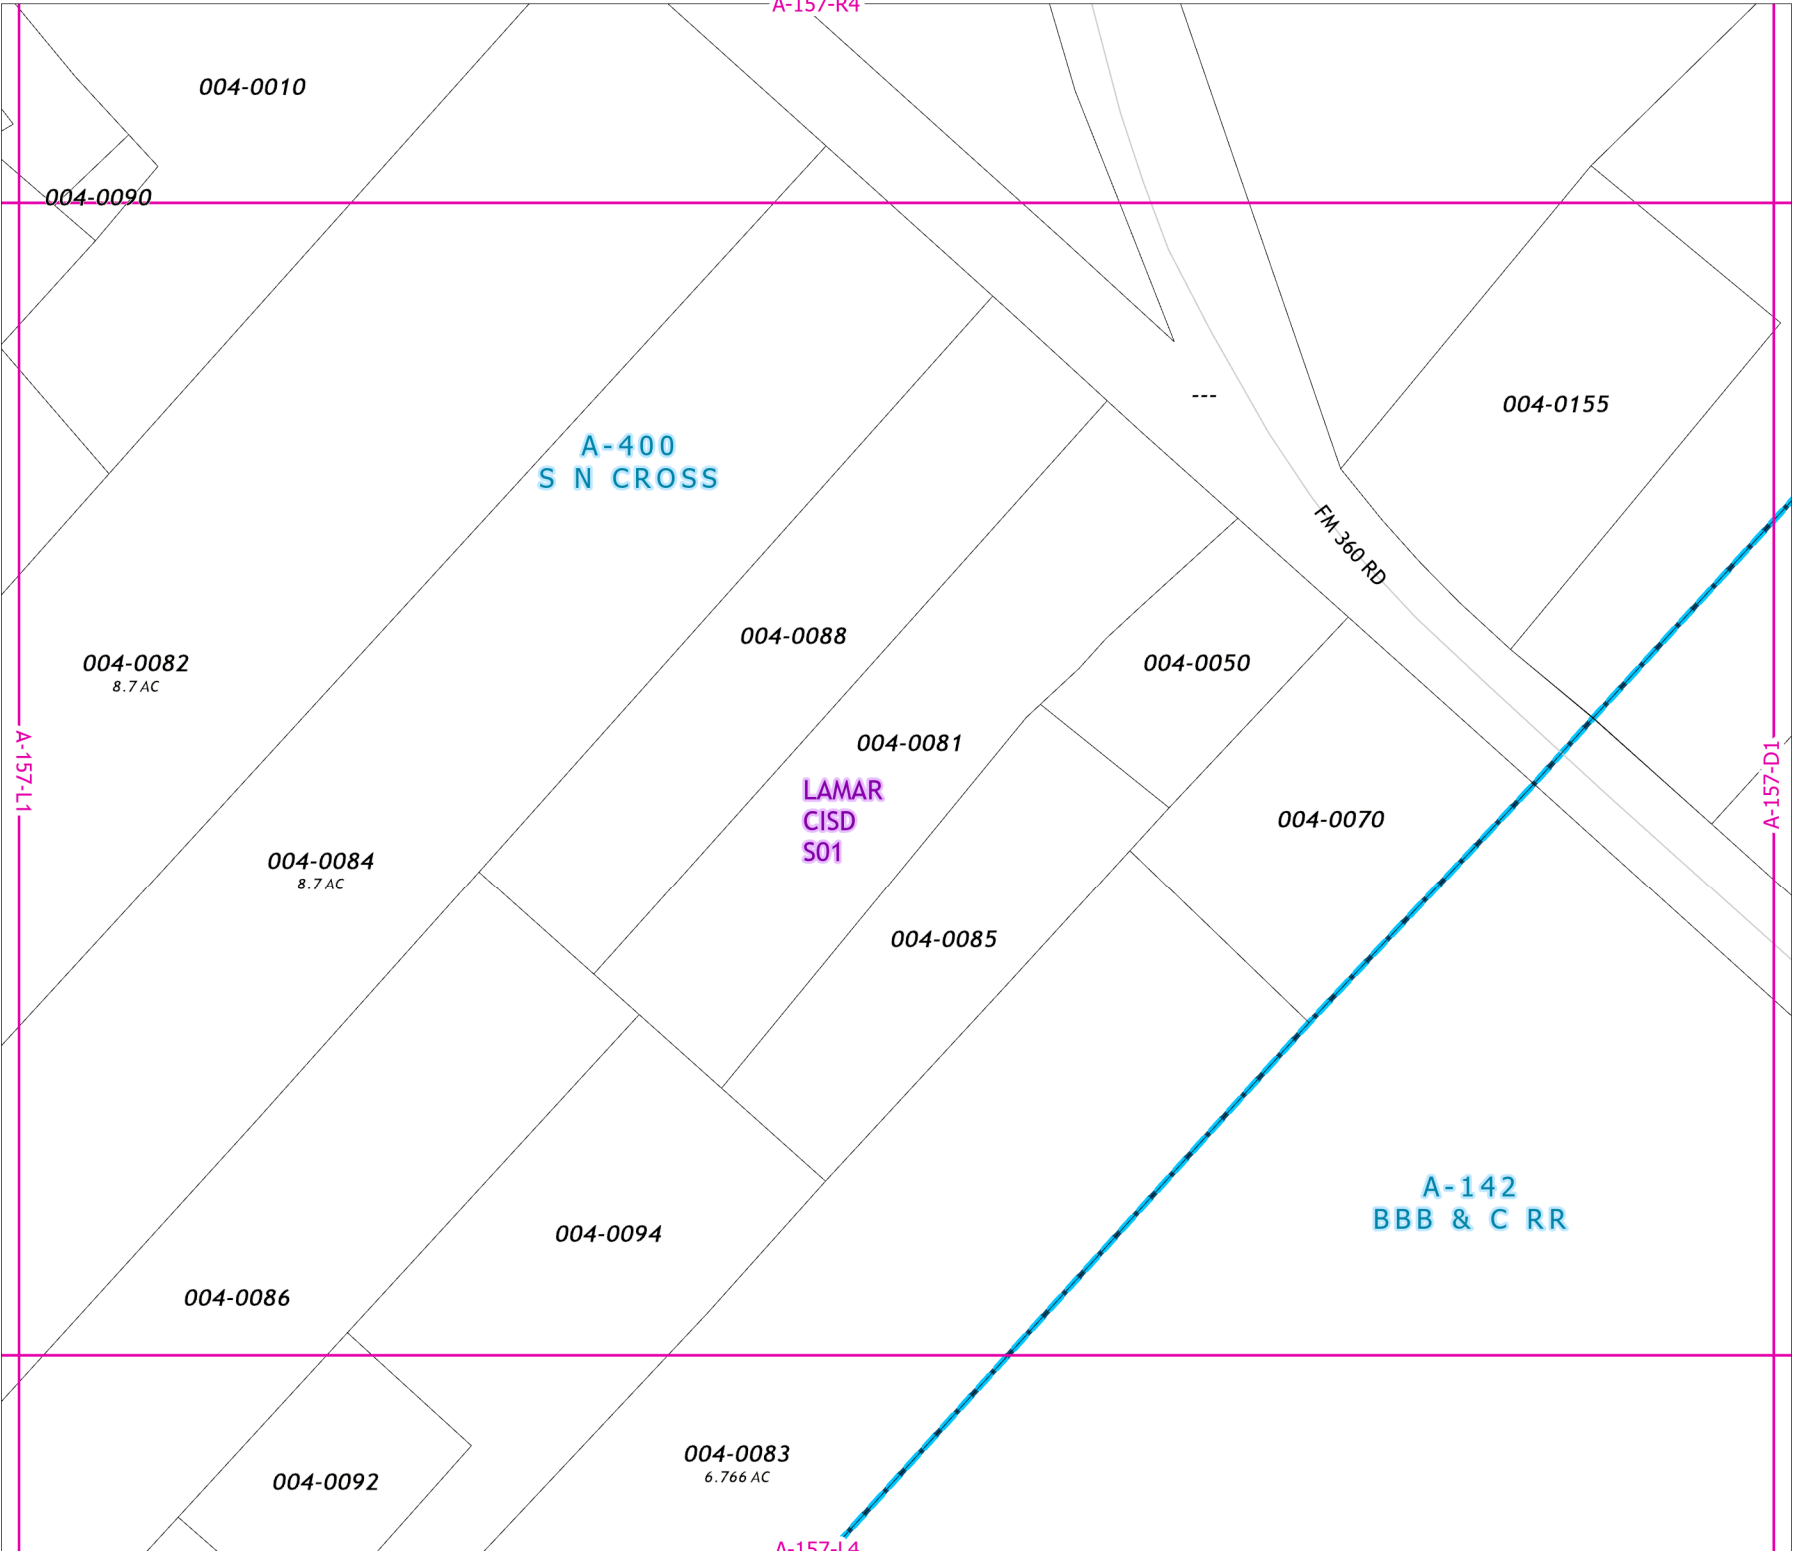 A-157-R4
004-0010
004-0090
---
004-0155
A-400
S N CROSS
FM 360 RD
004-0088
004-0050
004-0082
8.7 AC
004-0081
A-157-L1
A-157-D1
LAMAR
CISD
S01
004-0070
004-0084
8.7 AC
004-0085
A-142
BBB & C RR
004-0094
004-0086
004-0083
6.766 AC
004-0092
A-157-L4